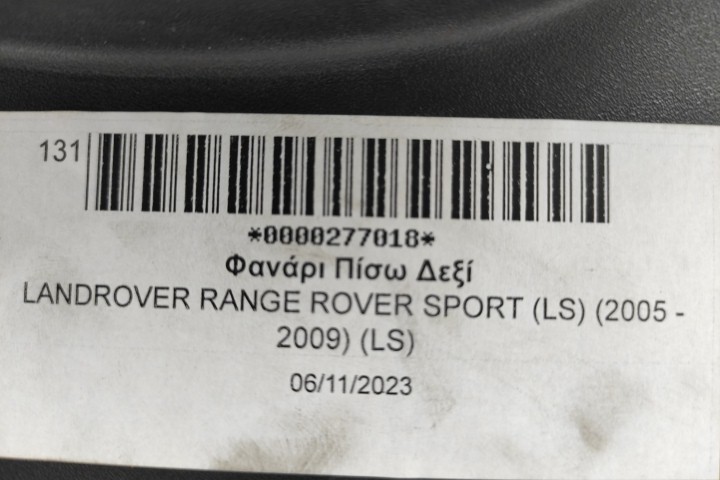 131
*0000277018*
Φανάρι Πίσω Δεξί
LANDROVER RANGE ROVER SPORT (LS) (2005 -
2009) (LS)
06/11/2023